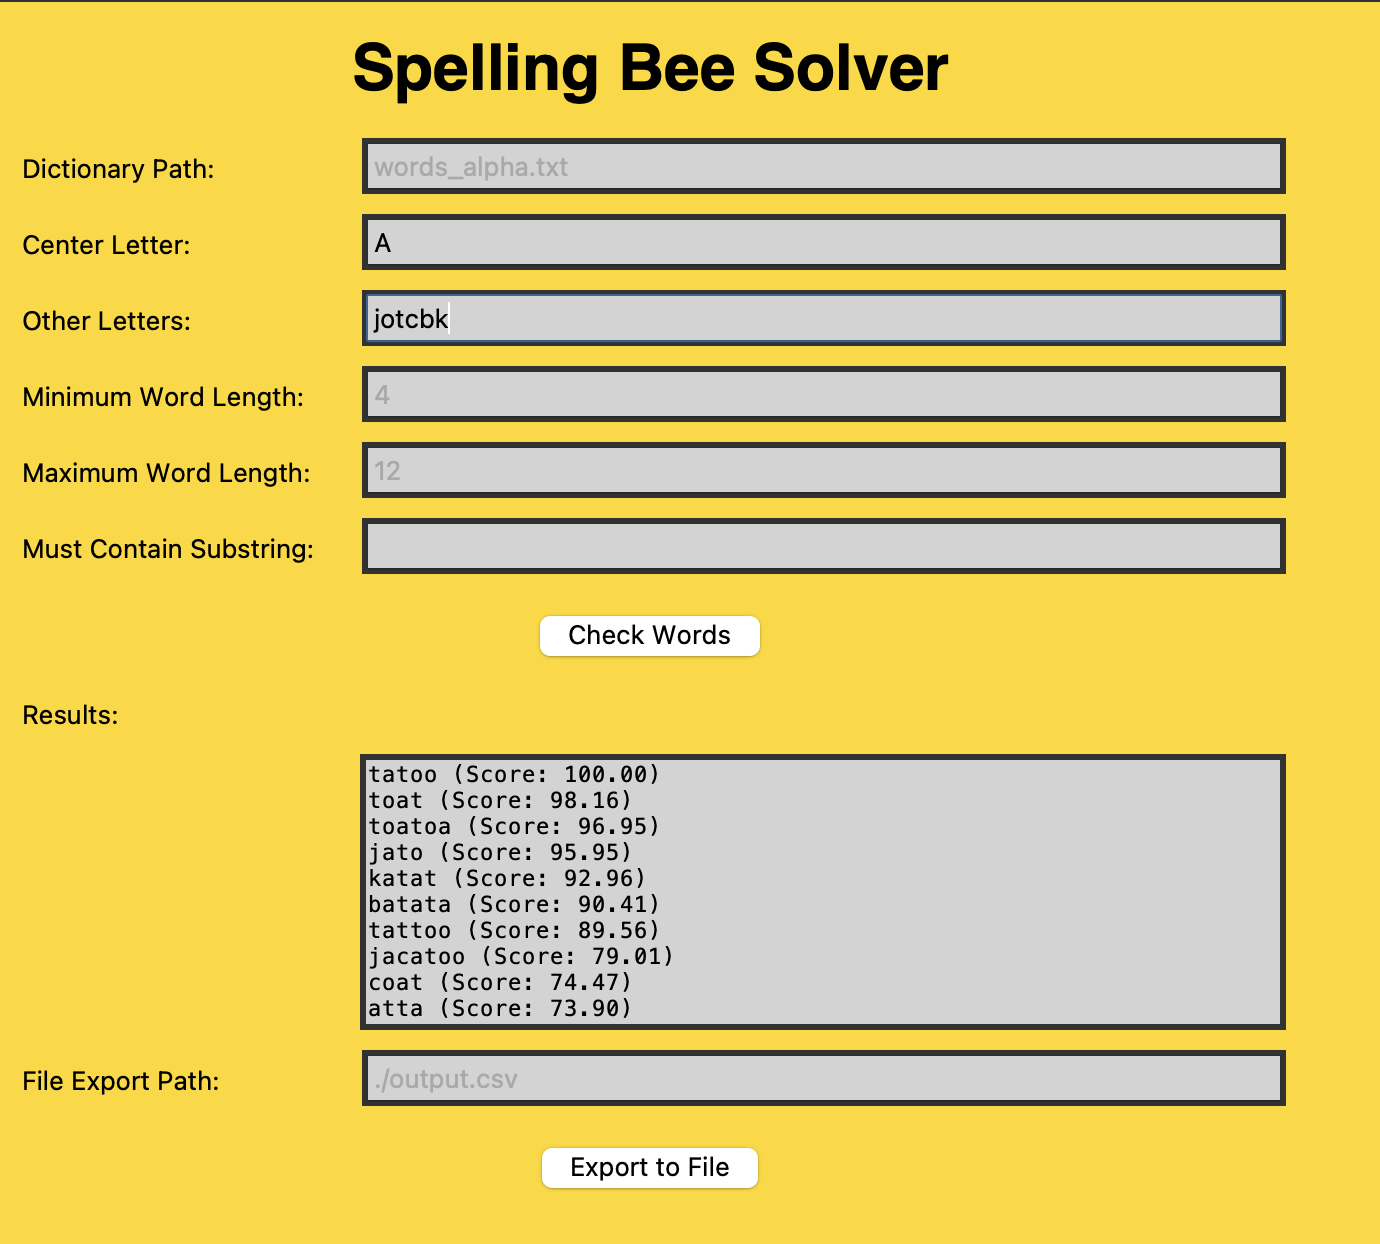 Spelling Bee Solver
Dictionary Path: words_alpha.txt
Center Letter: A
Other Letters: jotcbk
Minimum Word Length: 4
Maximum Word Length: 12
Must Contain Substring:
Check Words
Results:
tatoo (Score: 100.00)
toat (Score: 98.16)
toatoa (Score: 96.95)
jato (Score: 95.95)
katat (Score: 92.96)
batata (Score: 90.41)
tattoo (Score: 89.56)
jacatoo (Score: 79.01)
coat (Score: 74.47)
atta (Score: 73.90)
File Export Path: ./output.csv
Export to File